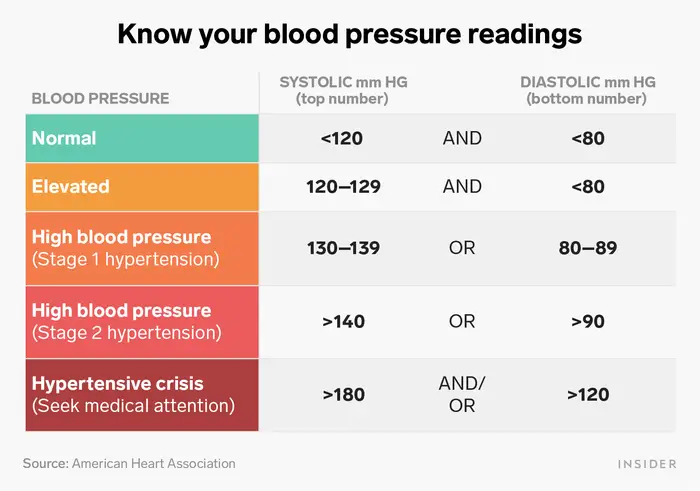 Know your blood pressure readings
BLOOD PRESSURE
SYSTOLIC mm HG
(top number)
DIASTOLIC mm HG
(bottom number)
Normal
<120 AND <80
Elevated
120–129 AND <80
High blood pressure
(Stage 1 hypertension)
130–139 OR 80–89
High blood pressure
(Stage 2 hypertension)
>140 OR >90
Hypertensive crisis
(Seek medical attention)
>180 AND/
OR
>120
Source: American Heart Association
INSIDER